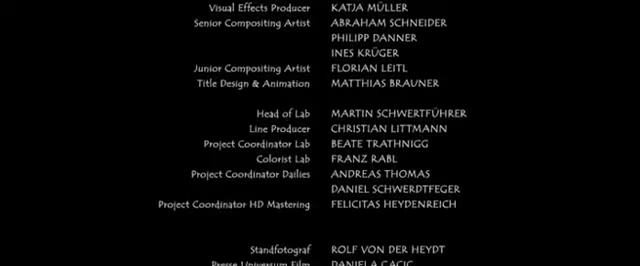 Visual Effects Producer KATJA MÜLLER
Senior Compositing Artist ABRAHAM SCHNEIDER
PHILIPP DANNER
INES KRÜGER
Junior Compositing Artist FLORIAN LEITL
Title Design & Animation MATTHIAS BRAUNER
Head of Lab MARTIN SCHWERTFÜHRER
Line Producer CHRISTIAN LITTMANN
Project Coordinator Lab BEATE TRATHNIGG
Colorist Lab FRANZ RABL
Project Coordinator Dailies ANDREAS THOMAS
DANIEL SCHWERDTFEGER
Project Coordinator HD Mastering FELICITAS HEYDENREICH
Standfotograf ROLF VON DER HEYDT
Presse Universum Film DANIELA CACIC